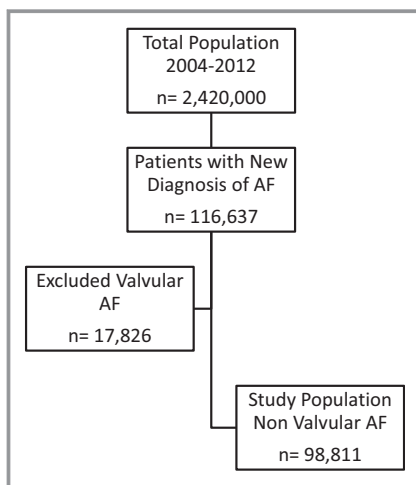 Total Population
2004-2012
n= 2,420,000
Patients with New
Diagnosis of AF
n= 116,637
Excluded Valvular
AF
n= 17,826
Study Population
Non Valvular AF
n= 98,811